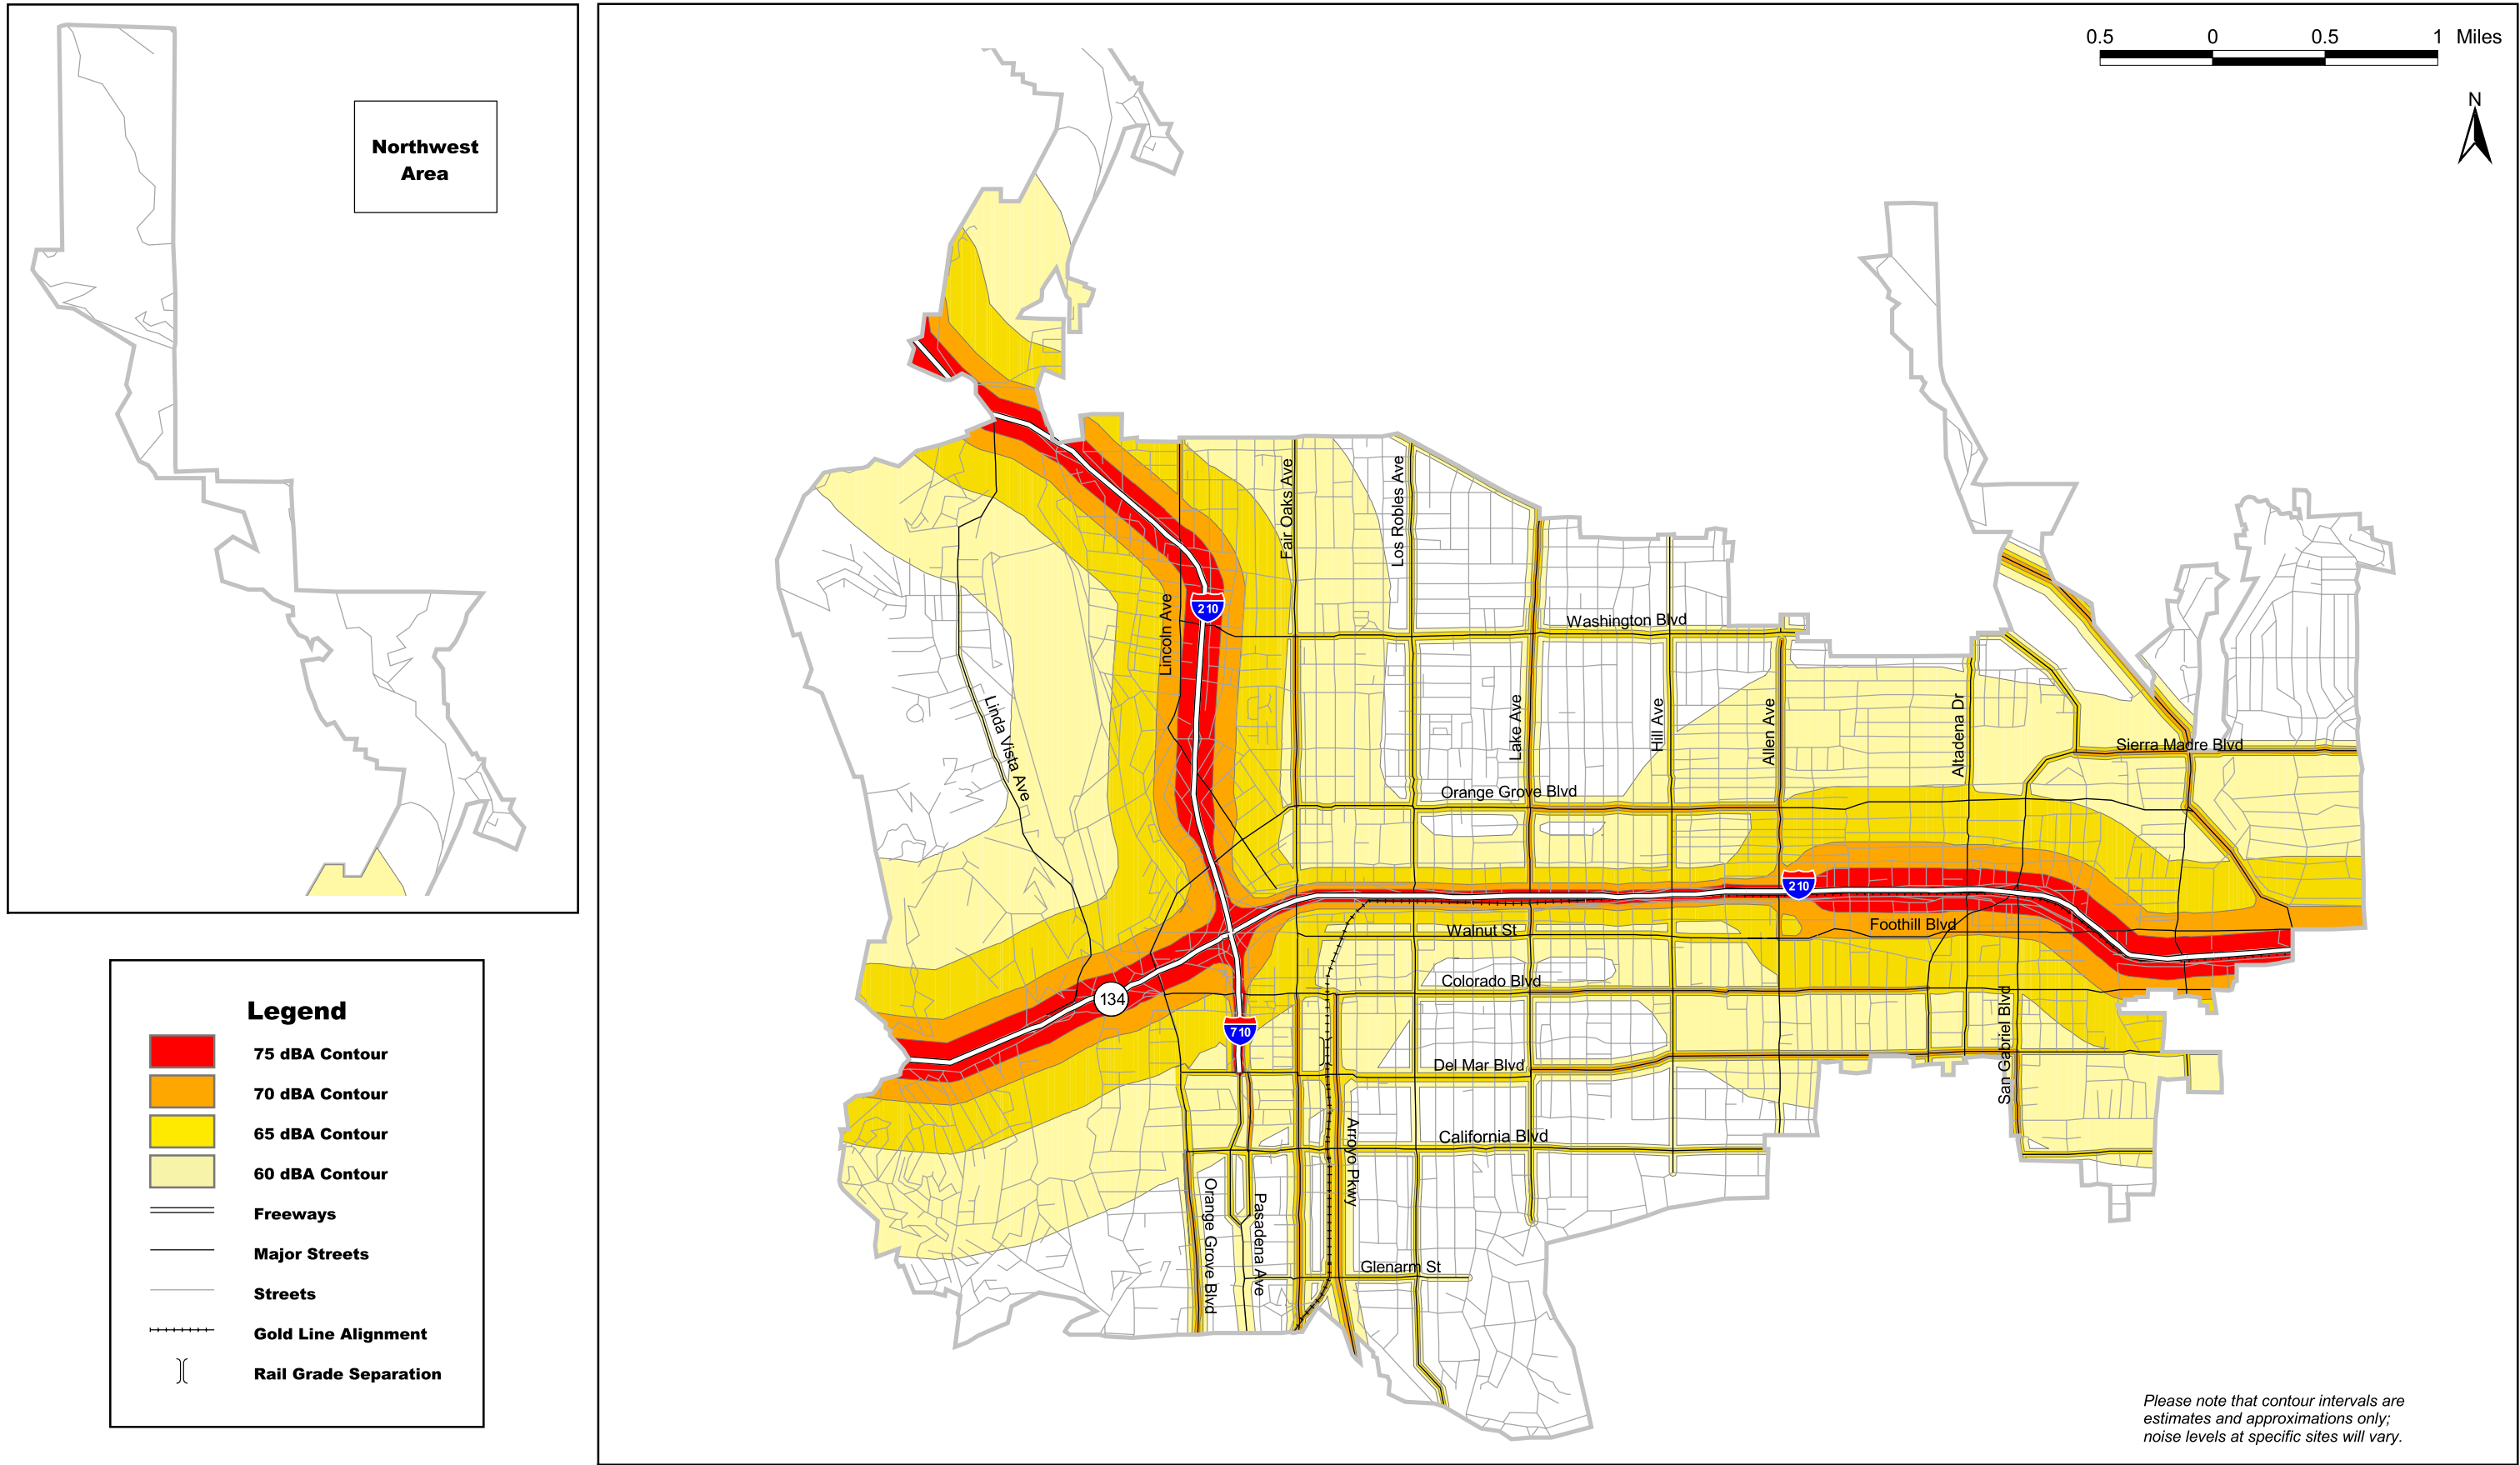 Northwest
Area
0.5 0 0.5 1 Miles
N
Fair Oaks Ave
Los Robles Ave
210
Washington Blvd
Lincoln Ave
Linda Vista Ave
Lake Ave
Hill Ave
Allen Ave
Altadena Dr
Sierra Madre Blvd
Orange Grove Blvd
210
Foothill Blvd
Walnut St
Colorado Blvd
134
710
Del Mar Blvd
San Gabriel Blvd
California Blvd
Arroyo Pkwy
Orange Grove Blvd
Pasadena Ave
Glenarm St
Legend
75 dBA Contour
70 dBA Contour
65 dBA Contour
60 dBA Contour
Freeways
Major Streets
Streets
Gold Line Alignment
Rail Grade Separation
Please note that contour intervals are
estimates and approximations only;
noise levels at specific sites will vary.